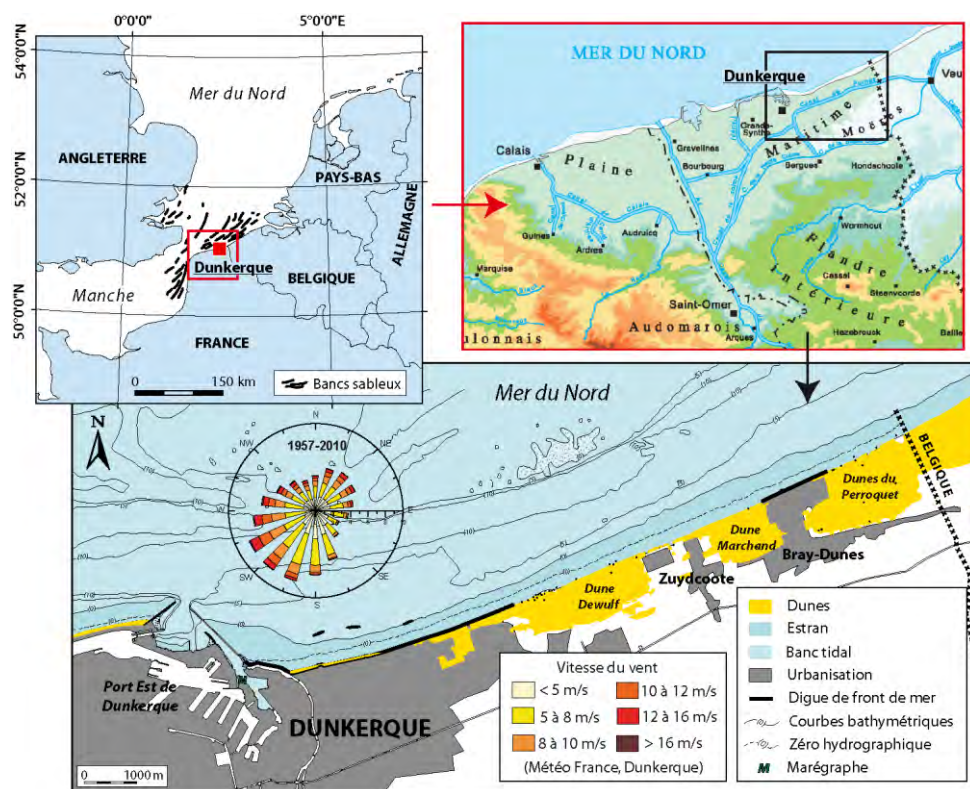 0°0'0"
5°0'0"E
54°0'0"N
52°0'0"N
50°0'0"N
Mer du Nord
ANGLETERRE
PAYS-BAS
ALLEMAGNE
Dunkerque
BELGIQUE
Manche
FRANCE
0 150 km
Bancs sableux
MER DU NORD
Dunkerque
Calais
Plaine
Maritime
Gravelines
Grande-
Synthe
Bourbourg
Bergues
Moëres
Hondschoote
Guines
Ardres
Audruicq
Marquise
Wormhout
Cassel
Steenvoorde
Flandre
Intérieure
Saint-Omer
Audomarois
Arques
Hazebrouck
Baille
ulonnais
Mer du Nord
N
1957-2010
N
NE
E
SE
S
SW
W
NW
BELGIQUE
Dunes du
Perroquet
Dune
Marchand
Bray-Dunes
Zuydcoote
Dune
Dewulf
Port Est de
Dunkerque
M
DUNKERQUE
0 1000 m
Vitesse du vent
< 5 m/s
10 à 12 m/s
5 à 8 m/s
12 à 16 m/s
8 à 10 m/s
> 16 m/s
(Météo France, Dunkerque)
Dunes
Estran
Banc tidal
Urbanisation
Digue de front de mer
Courbes bathymétriques
Zéro hydrographique
M Marégraphe